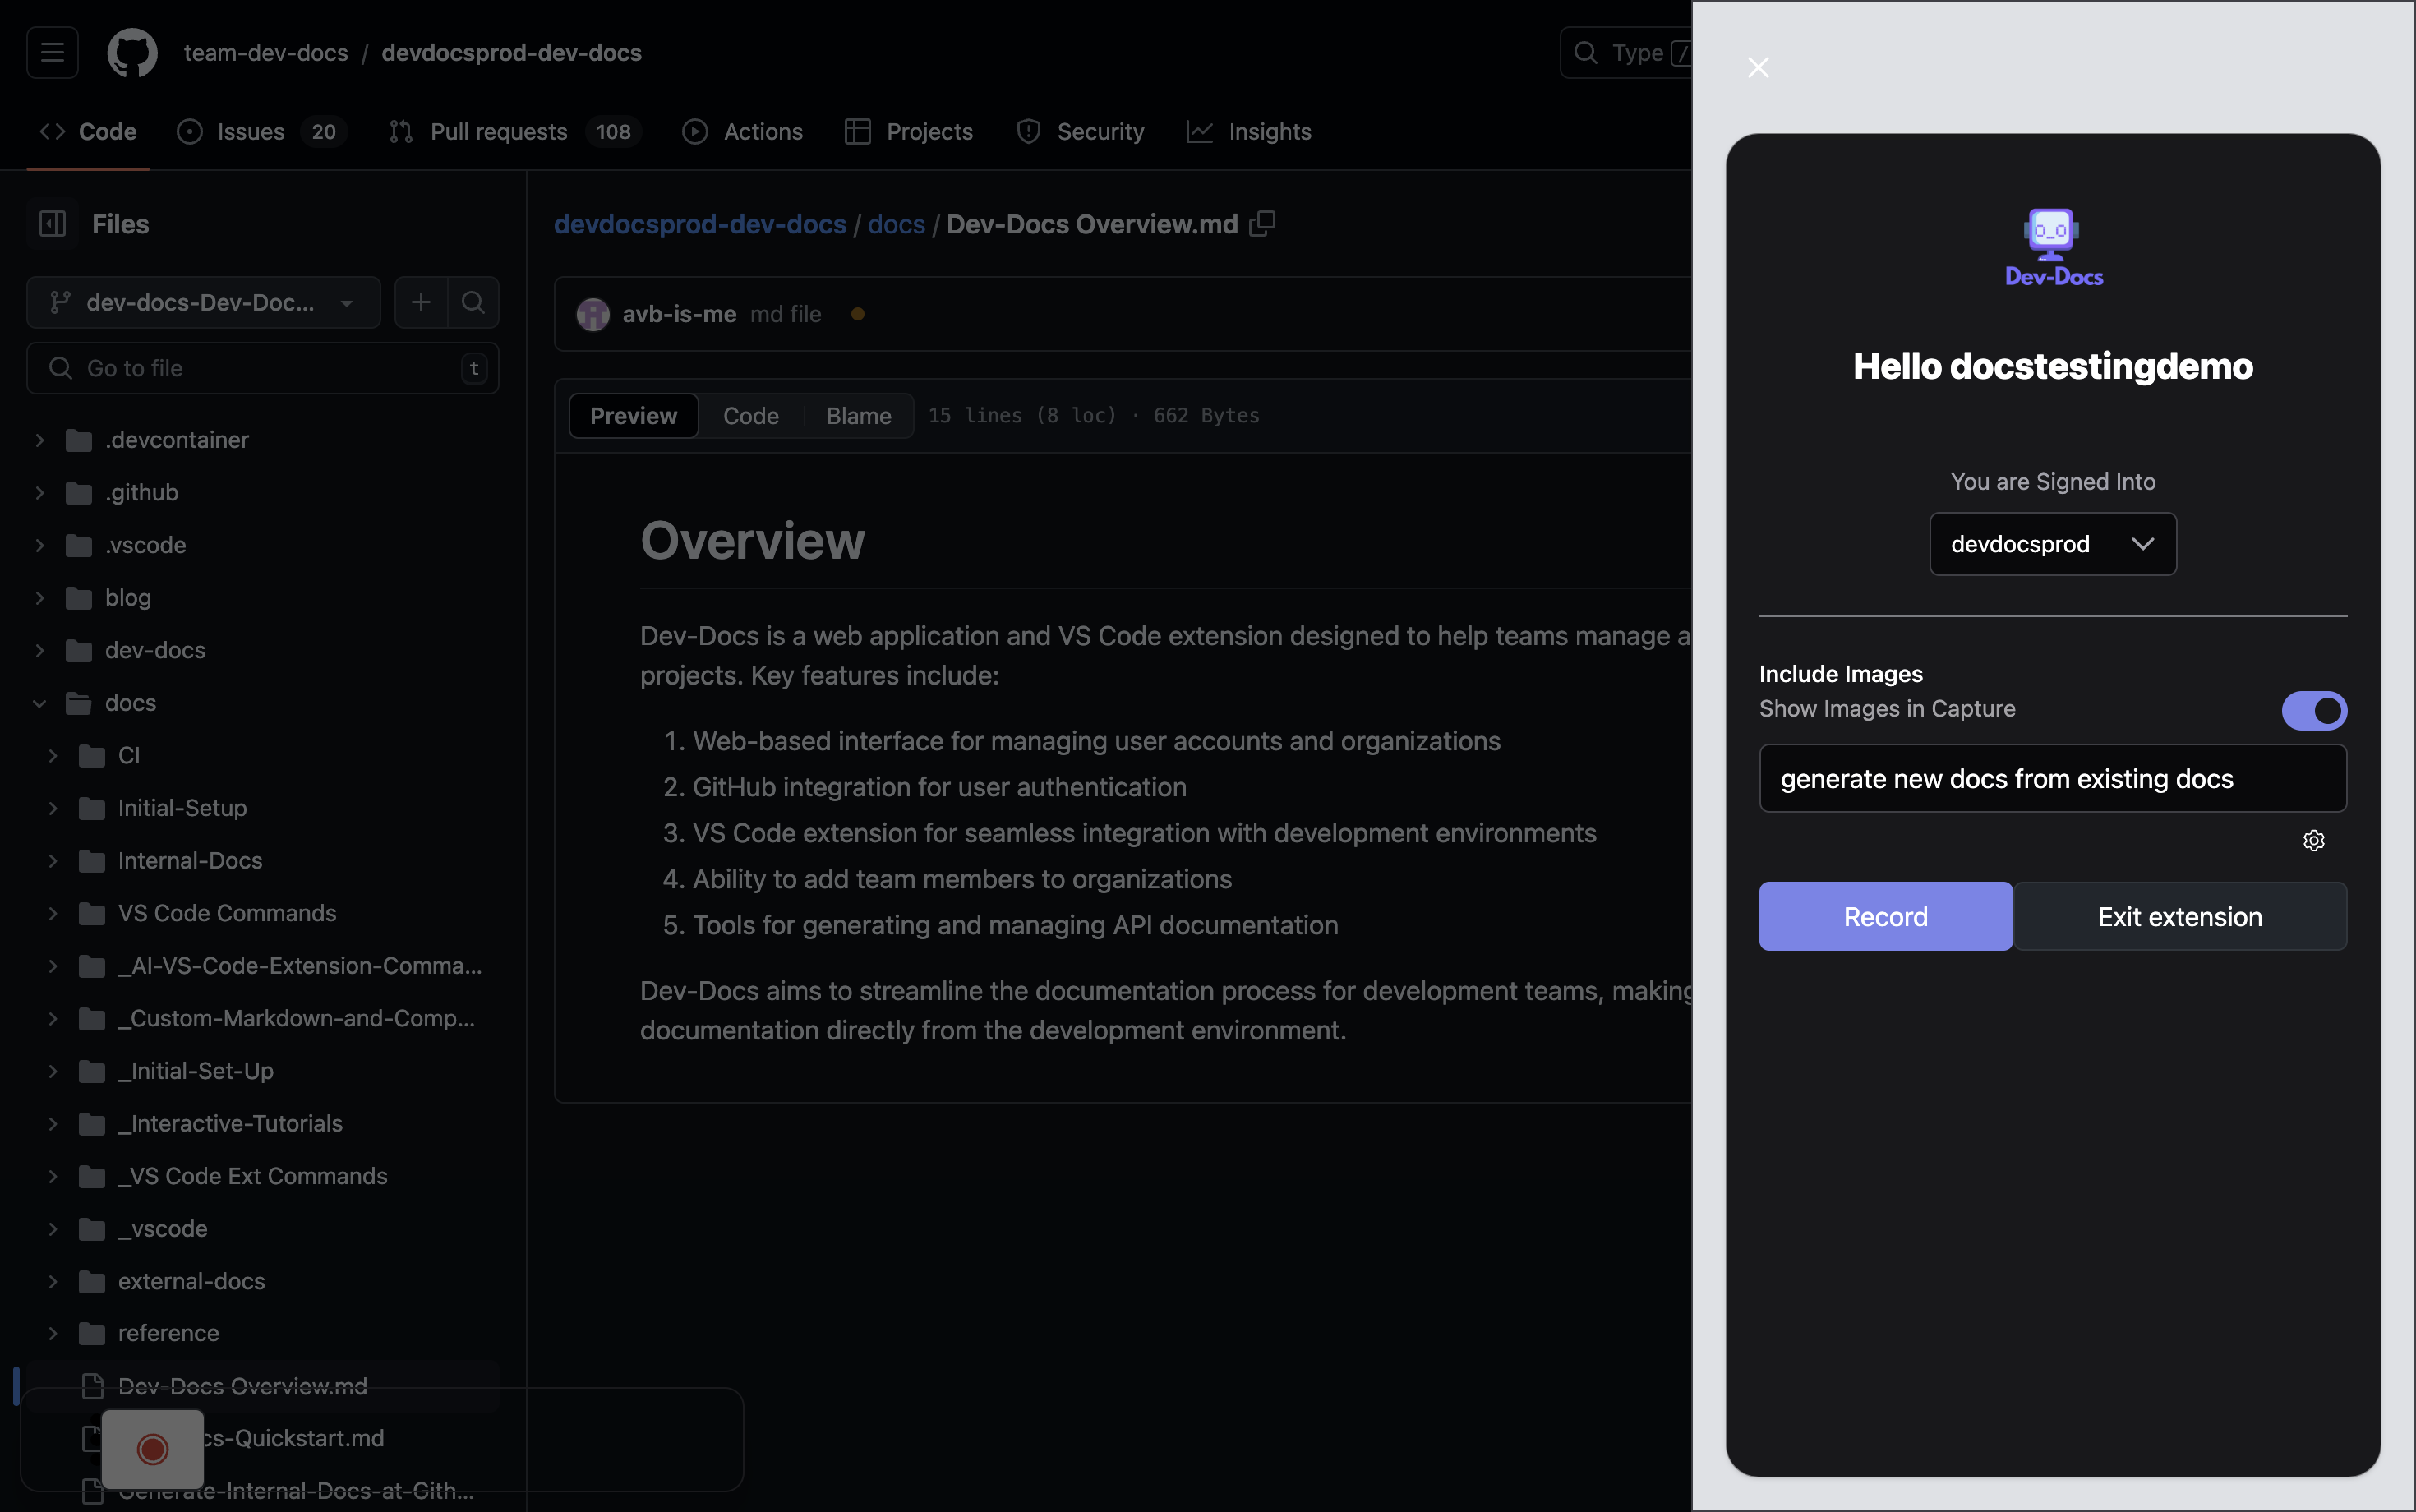 team-dev-docs / devdocsprod-dev-docs
Type /
Code
Issues 20
Pull requests 108
Actions
Projects
Security
Insights
Files
dev-docs-Dev-Doc...
Go to file
t
.devcontainer
.github
.vscode
blog
dev-docs
docs
CI
Initial-Setup
Internal-Docs
VS Code Commands
_AI-VS-Code-Extension-Comma...
_Custom-Markdown-and-Comp...
_Initial-Set-Up
_Interactive-Tutorials
_VS Code Ext Commands
_vscode
external-docs
reference
Dev-Docs Overview.md
cs-Quickstart.md
Generate-Internal-Docs-at-Gith...
devdocsprod-dev-docs / docs / Dev-Docs Overview.md
avb-is-me md file
Preview
Code
Blame
15 lines (8 loc) · 662 Bytes
Overview
Dev-Docs is a web application and VS Code extension designed to help teams manage a
projects. Key features include:
1. Web-based interface for managing user accounts and organizations
2. GitHub integration for user authentication
3. VS Code extension for seamless integration with development environments
4. Ability to add team members to organizations
5. Tools for generating and managing API documentation
Dev-Docs aims to streamline the documentation process for development teams, making
documentation directly from the development environment.
o_o
Dev-Docs
Hello docstestingdemo
You are Signed Into
devdocsprod
Include Images
Show Images in Capture
generate new docs from existing docs
Record
Exit extension